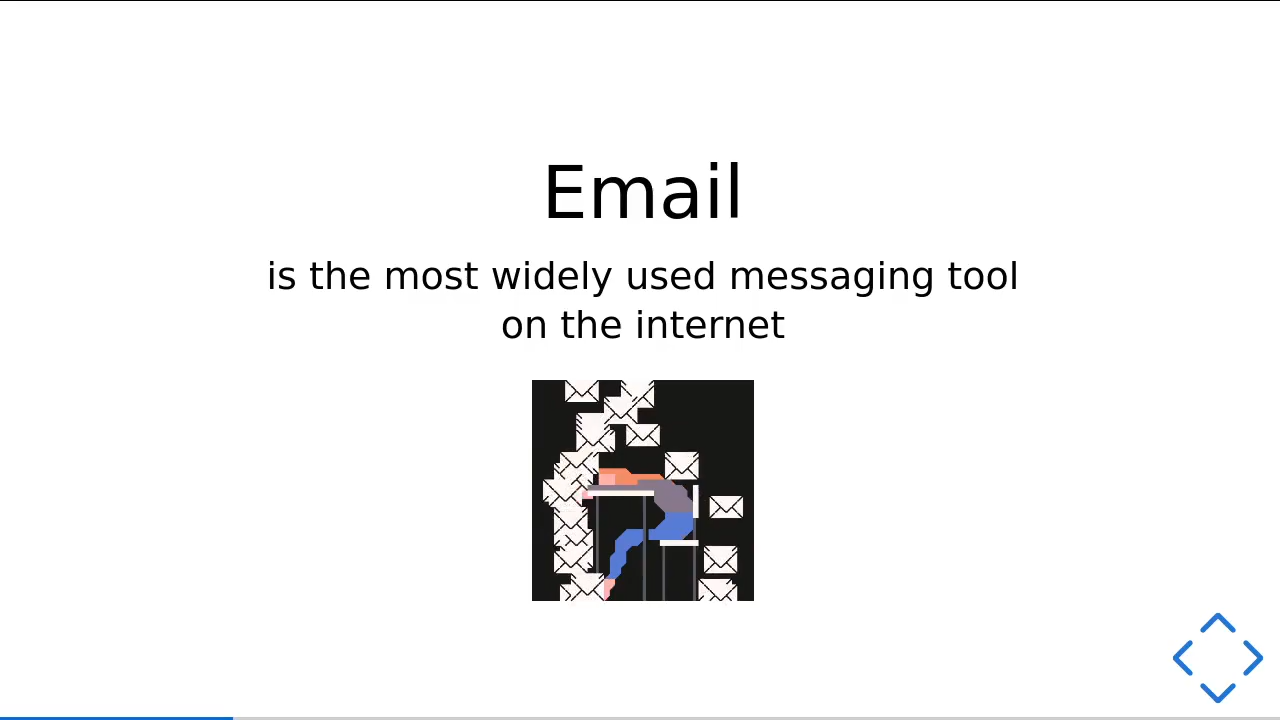 Email
is the most widely used messaging tool
on the internet